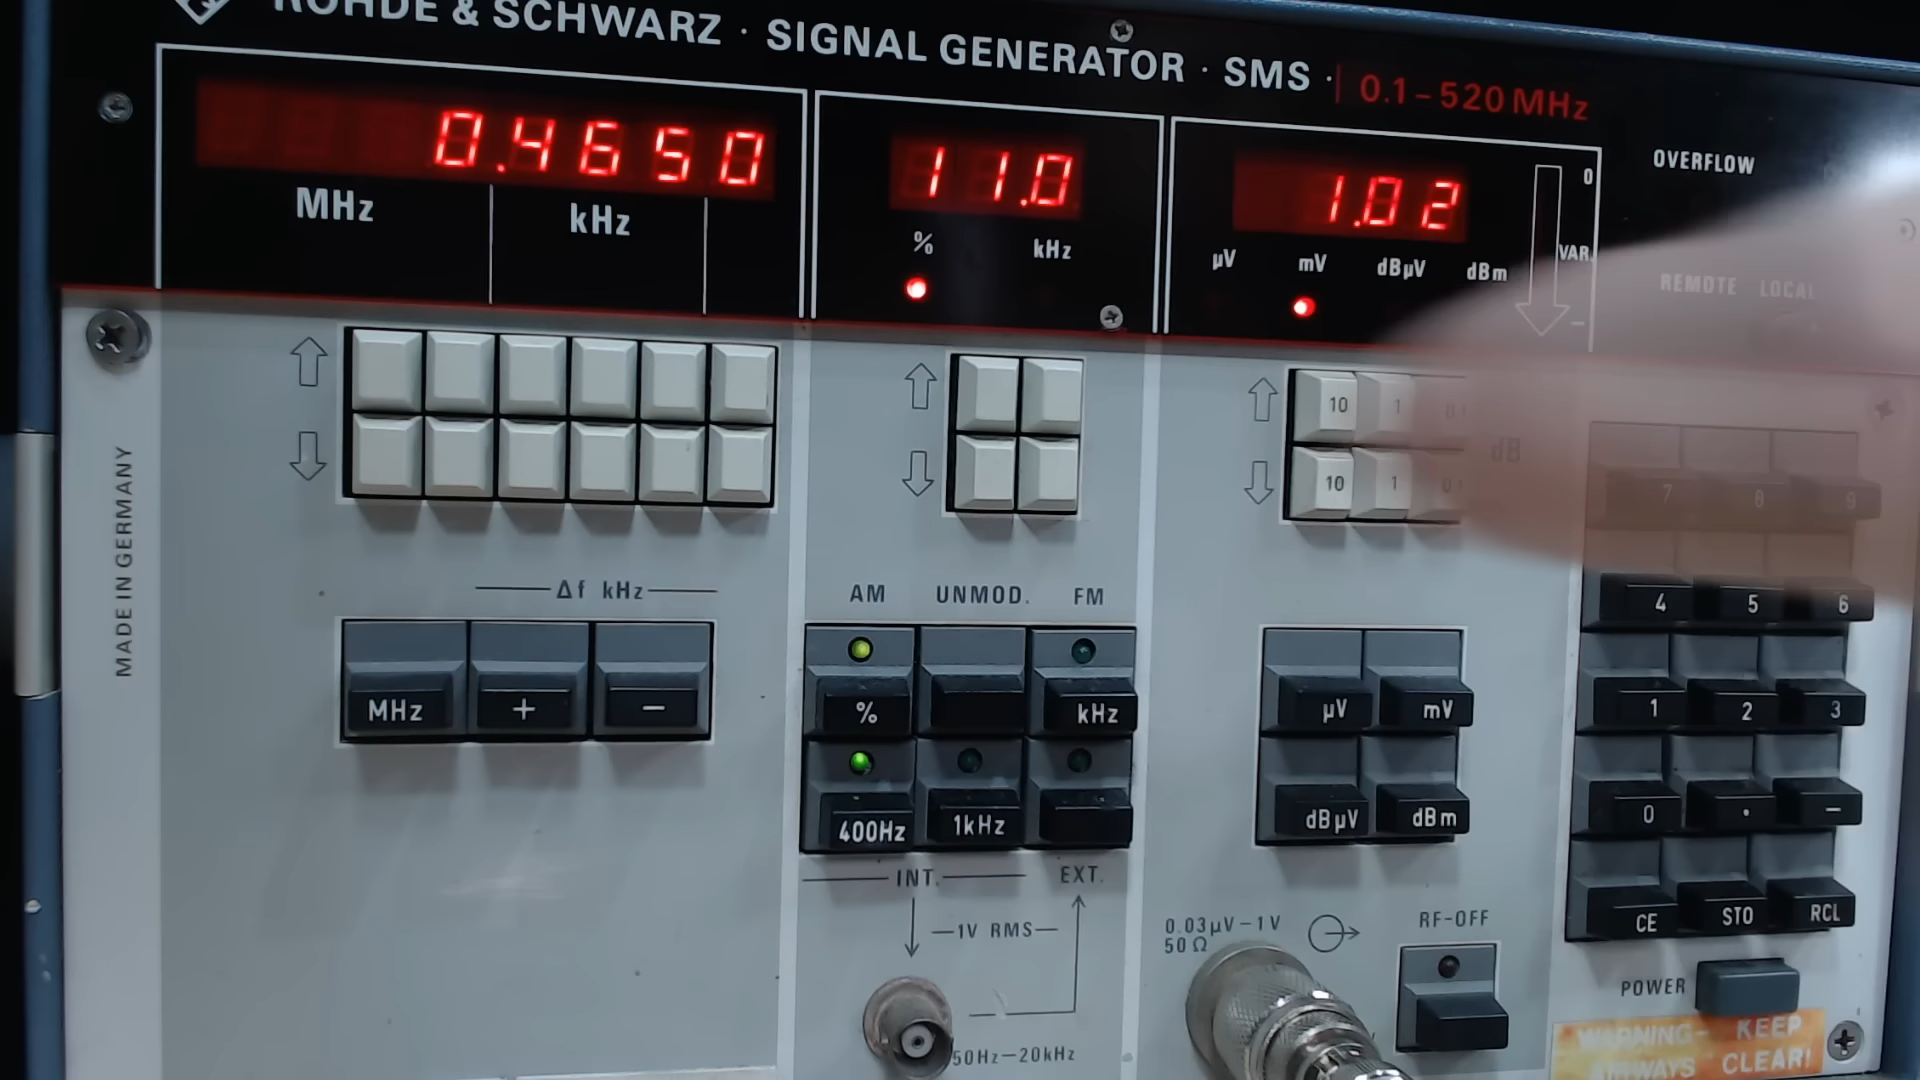 ROHDE & SCHWARZ · SIGNAL GENERATOR · SMS · 0.1-520 MHz
0.4650
11.0
1.02
MHz
kHz
%
kHz
µV
mV
dBµV
dBm
0
VAR.
-
OVERFLOW
REMOTE LOCAL
10 1 0.1
10 1 0.1
dB
MADE IN GERMANY
Δf kHz
MHz + -
AM UNMOD. FM
% kHz
400Hz 1kHz
INT. EXT.
1V RMS
50Hz-20kHz
µV mV
dBµV dBm
0.03µV-1V
50 Ω
RF-OFF
7 8 9
4 5 6
1 2 3
0 . -
CE STO RCL
POWER
WARNING- KEEP
AIRWAYS CLEAR!